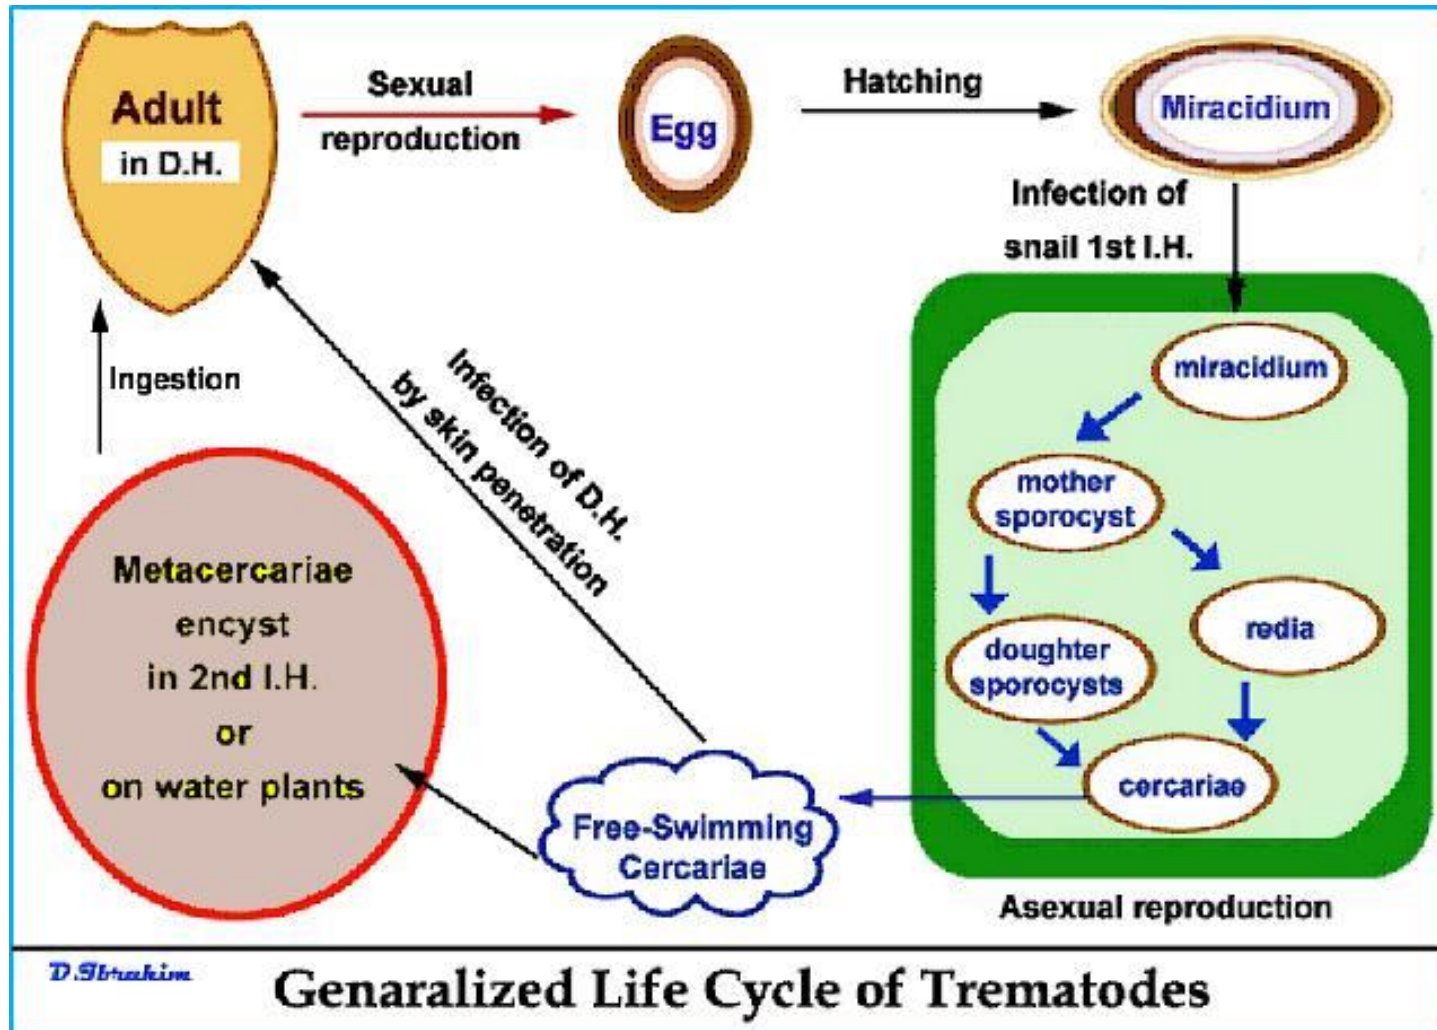 Adult
in D.H.
Sexual
reproduction
Egg
Hatching
Miracidium
Infection of
snail 1st I.H.
miracidium
mother
sporocyst
doughter
sporocysts
redia
cercariae
Asexual reproduction
Free-Swimming
Cercariae
Infection of D.H.
by skin penetration
Ingestion
Metacercariae
encyst
in 2nd I.H.
or
on water plants
D.Ibrahim
Genaralized Life Cycle of Trematodes